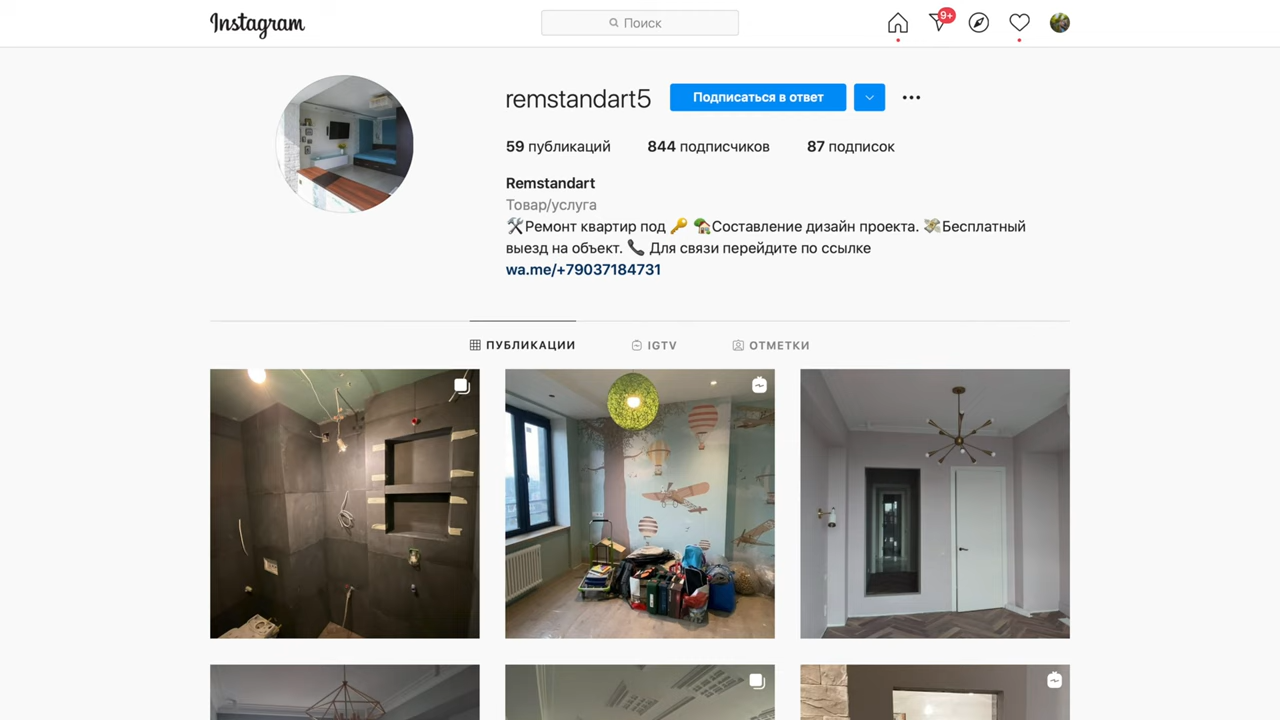 Instagram
Поиск
9+
remstandart5 Подписаться в ответ
59 публикаций 844 подписчиков 87 подписок
Remstandart
Товар/услуга
🛠Ремонт квартир под 🔑 🏡Составление дизайн проекта. 💸Бесплатный
выезд на объект. 📞 Для связи перейдите по ссылке
wa.me/+79037184731
ПУБЛИКАЦИИ IGTV ОТМЕТКИ